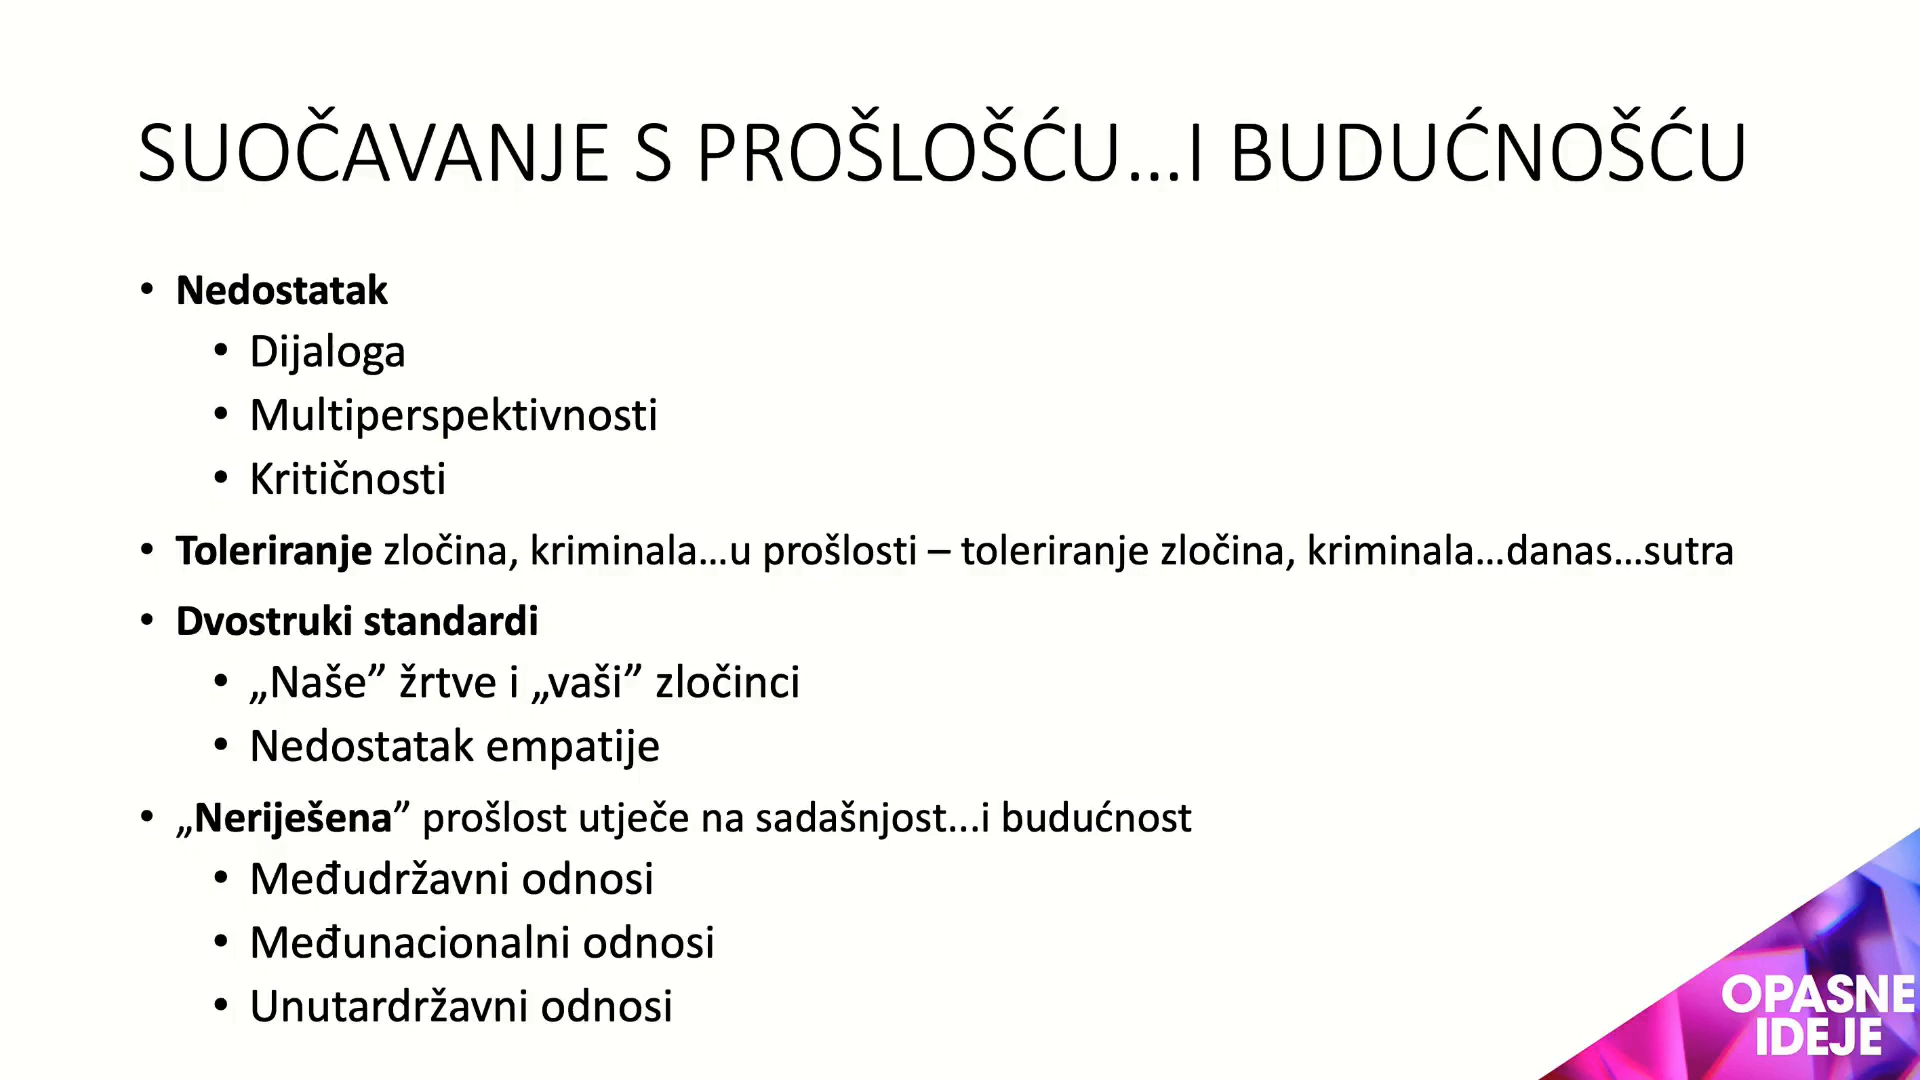 SUOČAVANJE S PROŠLOŠĆU...I BUDUĆNOŠĆU
• Nedostatak
• Dijaloga
• Multiperspektivnosti
• Kritičnosti
• Toleriranje zločina, kriminala...u prošlosti – toleriranje zločina, kriminala...danas...sutra
• Dvostruki standardi
• „Naše” žrtve i „vaši” zločinci
• Nedostatak empatije
• „Neriješena” prošlost utječe na sadašnjost...i budućnost
• Međudržavni odnosi
• Međunacionalni odnosi
• Unutardržavni odnosi
OPASNE
IDEJE